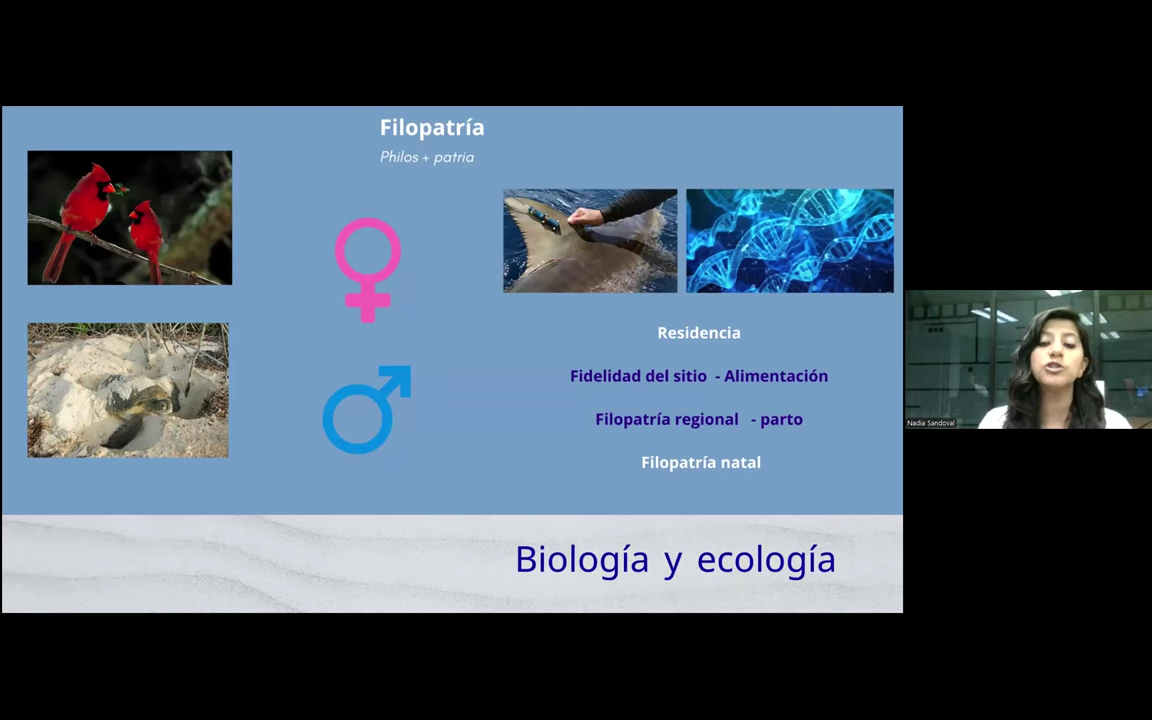 Filopatría
Philos + patria
Residencia
Fidelidad del sitio - Alimentación
Filopatría regional - parto
Filopatría natal
Biología y ecología
Nadia Sandoval